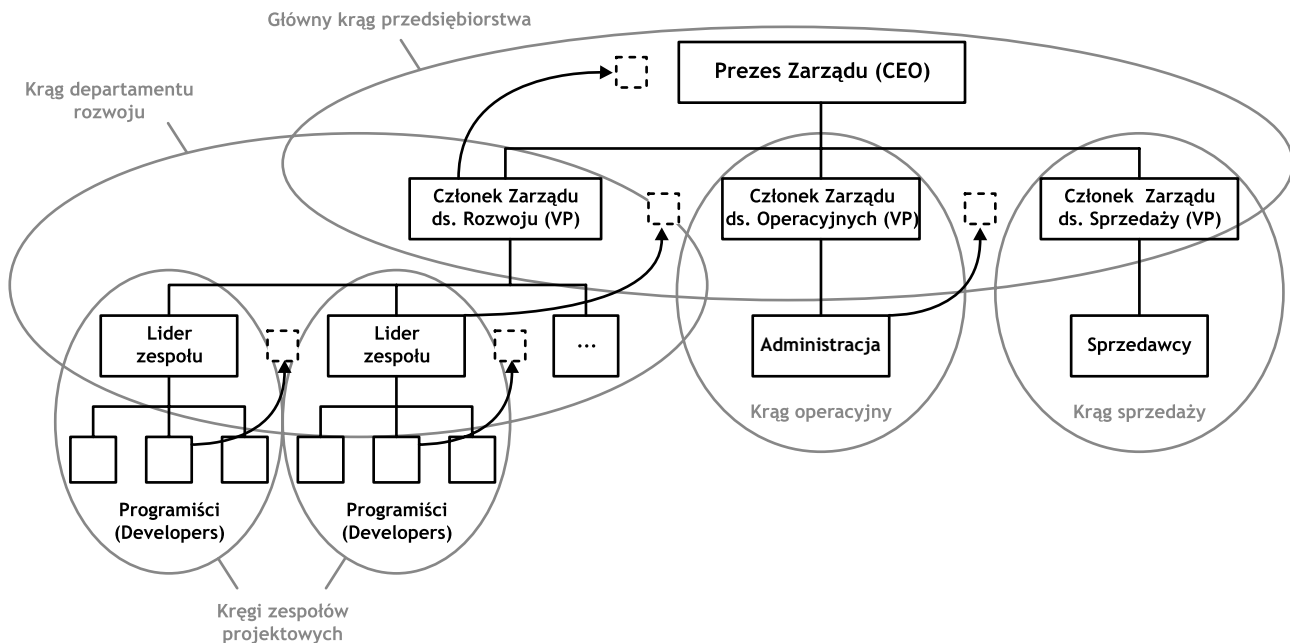 Główny krąg przedsiębiorstwa
Prezes Zarządu (CEO)
Krąg departamentu
rozwoju
Członek Zarządu
ds. Rozwoju (VP)
Członek Zarządu
ds. Operacyjnych (VP)
Członek Zarządu
ds. Sprzedaży (VP)
Lider
zespołu
Lider
zespołu
...
Administracja
Sprzedawcy
Krąg operacyjny
Krąg sprzedaży
Programiści
(Developers)
Programiści
(Developers)
Kręgi zespołów
projektowych